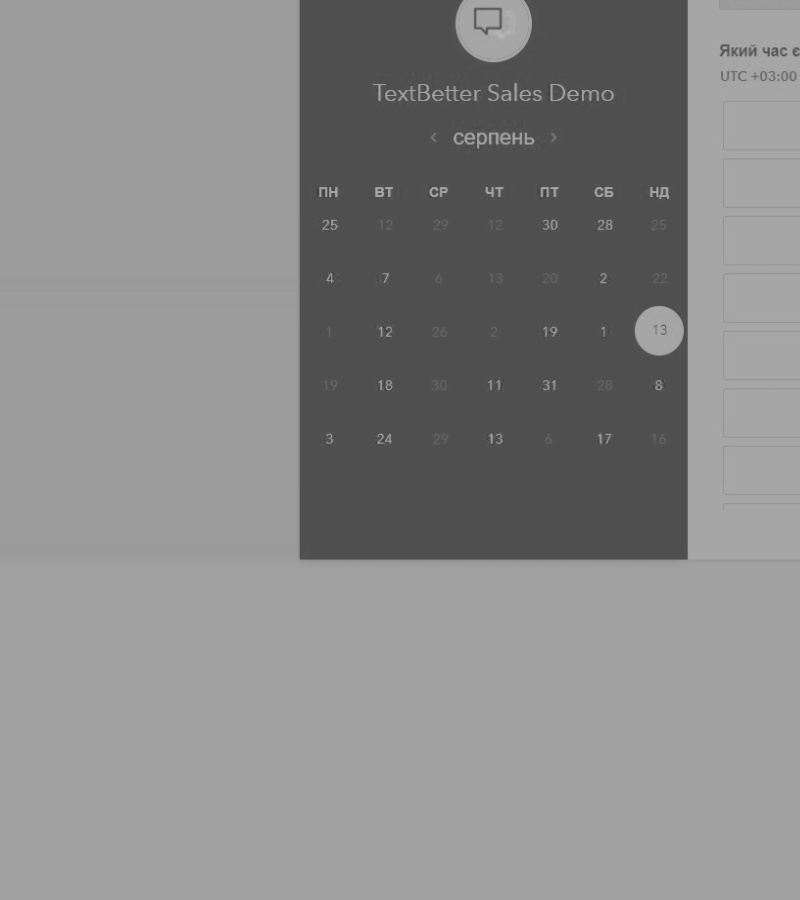 TextBetter Sales Demo
серпень
ПН ВТ СР ЧТ ПТ СБ НД
25 12 29 12 30 28 25
4 7 6 13 20 2 22
1 12 26 2 19 1 13
19 18 30 11 31 28 8
3 24 29 13 6 17 16
Який час є
UTC +03:00